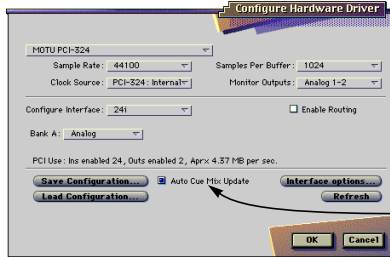 Configure Hardware Driver
MOTU PCI-324
Sample Rate: 44100 Samples Per Buffer: 1024
Clock Source: PCI-324: Internal Monitor Outputs: Analog 1-2
Configure Interface: 24i Enable Routing
Bank A: Analog
PCI Use: Ins enabled 24, Outs enabled 2, Aprx 4.37 MB per sec.
Save Configuration... Auto Cue Mix Update Interface options...
Load Configuration... Refresh
OK Cancel